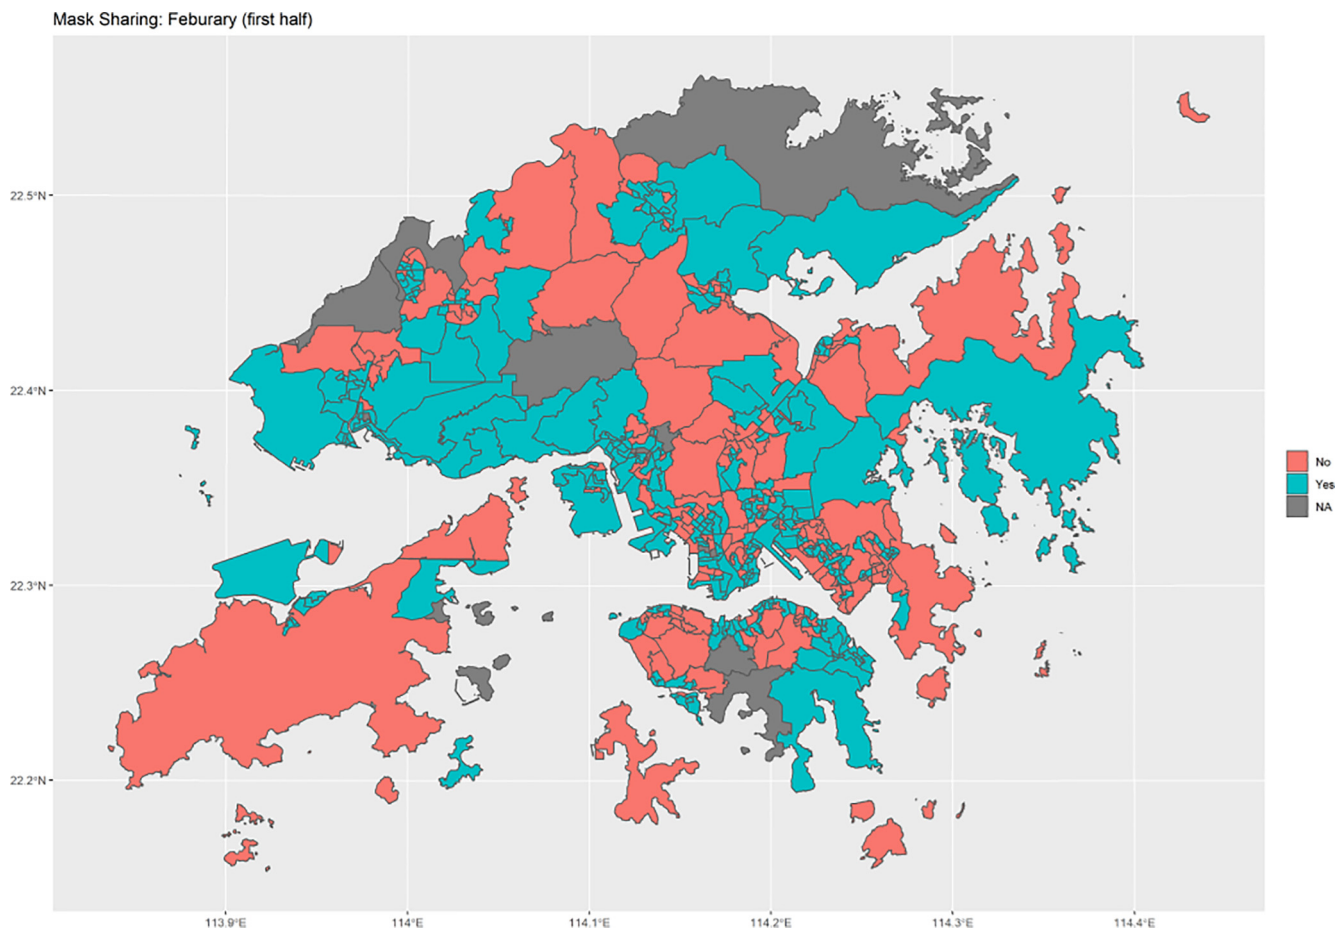 Mask Sharing: Feburary (first half)
22.5°N
22.4°N
22.3°N
22.2°N
113.9°E
114°E
114.1°E
114.2°E
114.3°E
114.4°E
No
Yes
NA